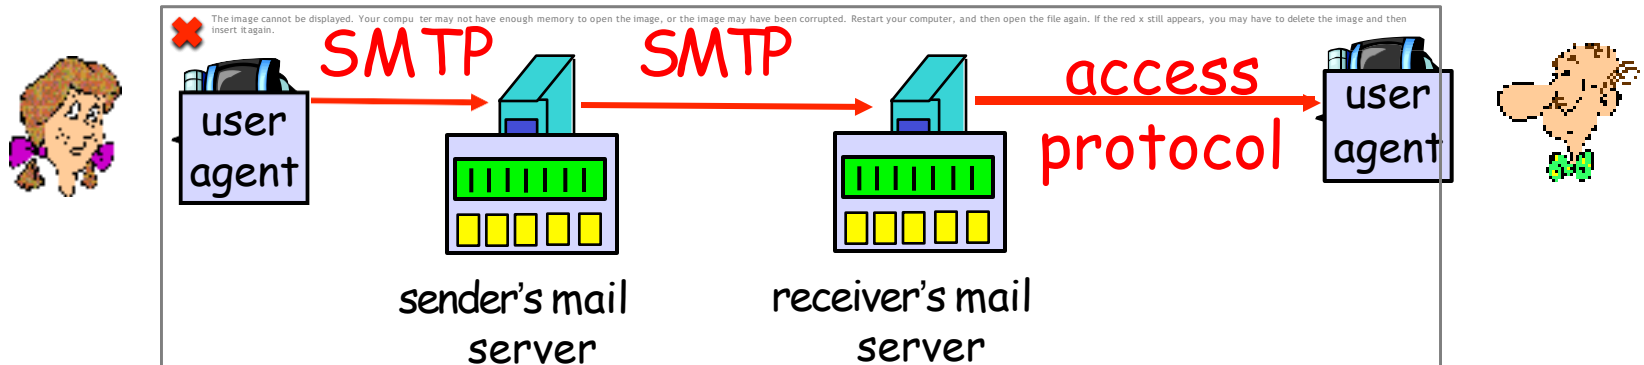 The image cannot be displayed. Your compu ter may not have enough memory to open the image, or the image may have been corrupted. Restart your computer, and then open the file again. If the red x still appears, you may have to delete the image and then
insert it again.
SMTP
SMTP
access
protocol
user
agent
user
agent
sender's mail
server
receiver's mail
server